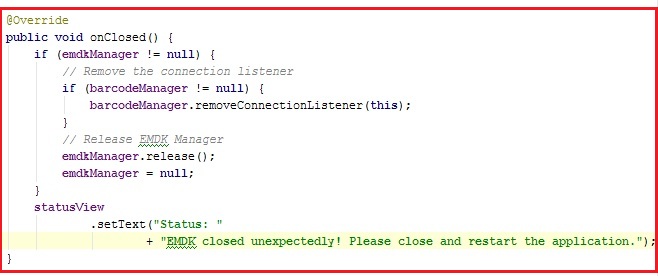 @Override
public void onClosed() {
    if (emdkManager != null) {
        // Remove the connection listener
        if (barcodeManager != null) {
            barcodeManager.removeConnectionListener(this);
        }
        // Release EMDK Manager
        emdkManager.release();
        emdkManager = null;
    }
    statusView
            .setText("Status: "
                    + "EMDK closed unexpectedly! Please close and restart the application.");
}